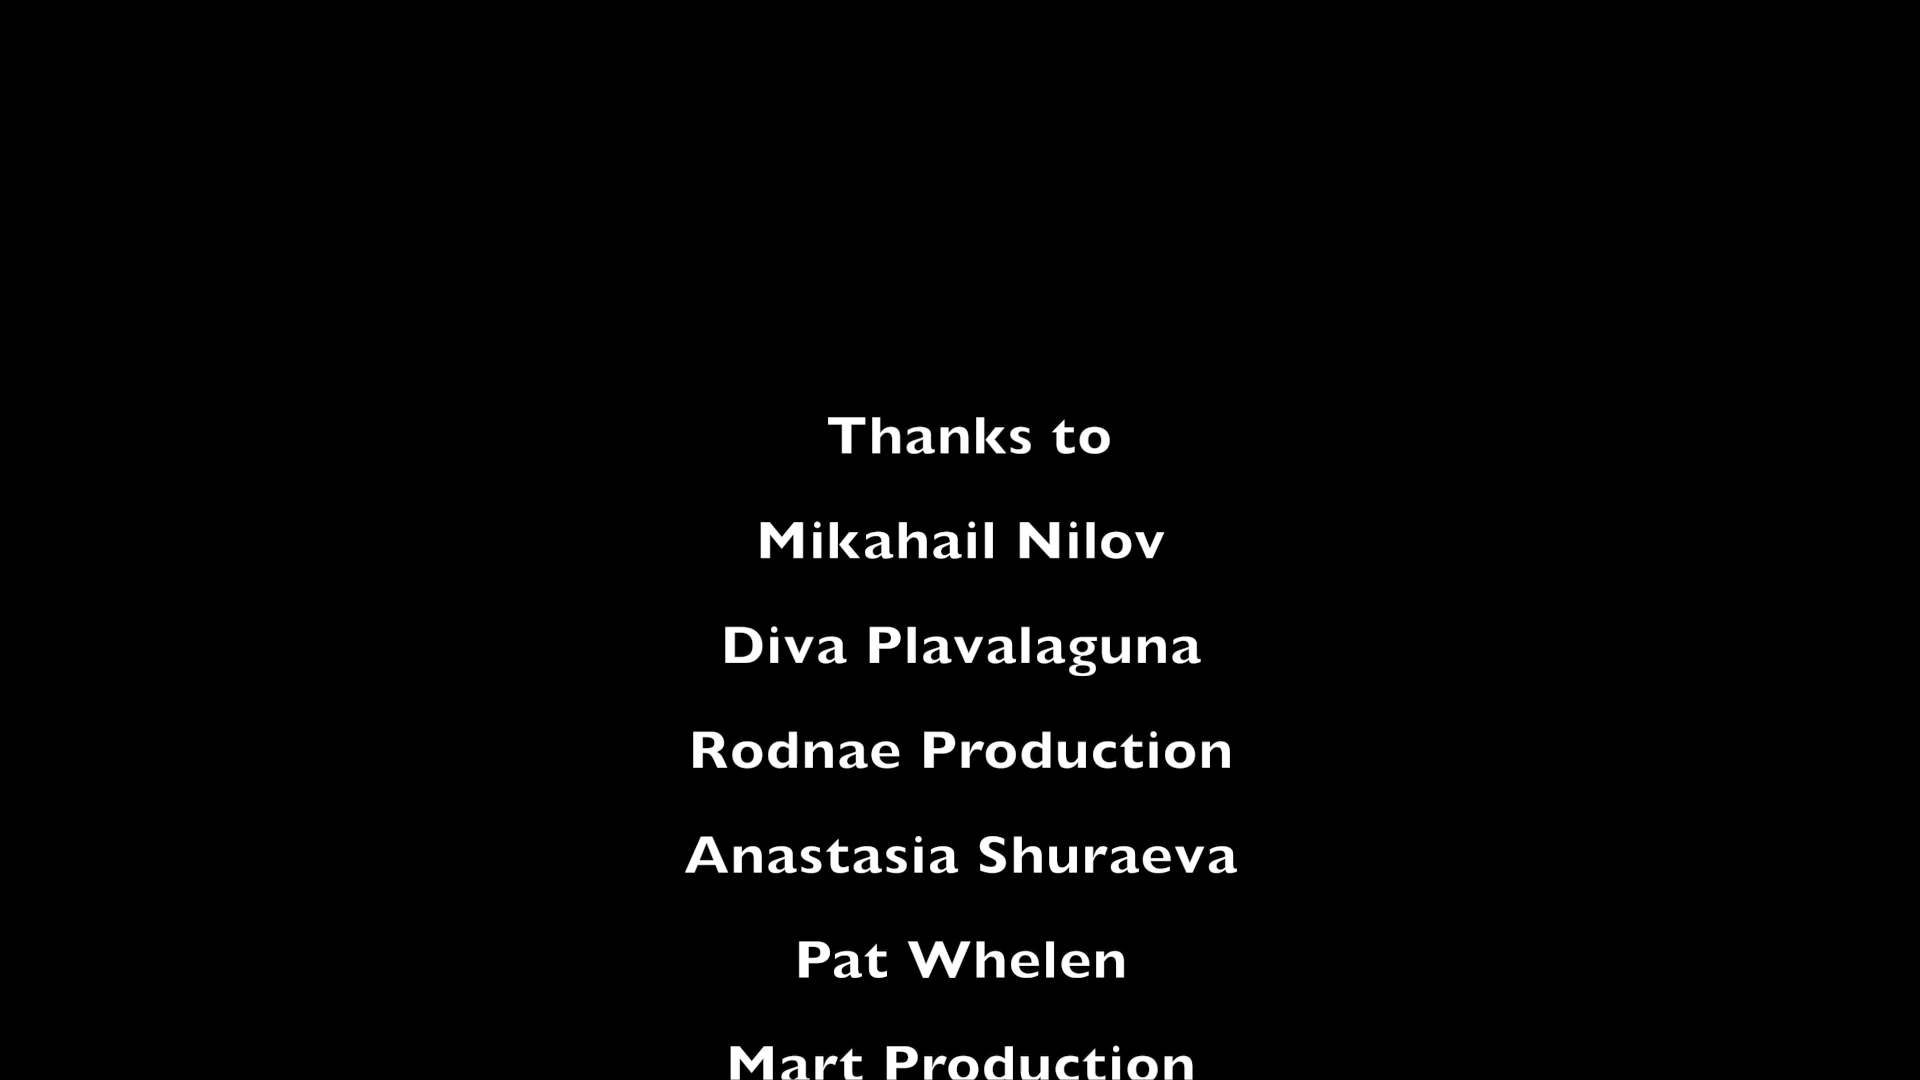 Thanks to
Mikahail Nilov
Diva Plavalaguna
Rodnae Production
Anastasia Shuraeva
Pat Whelen
Mart Production